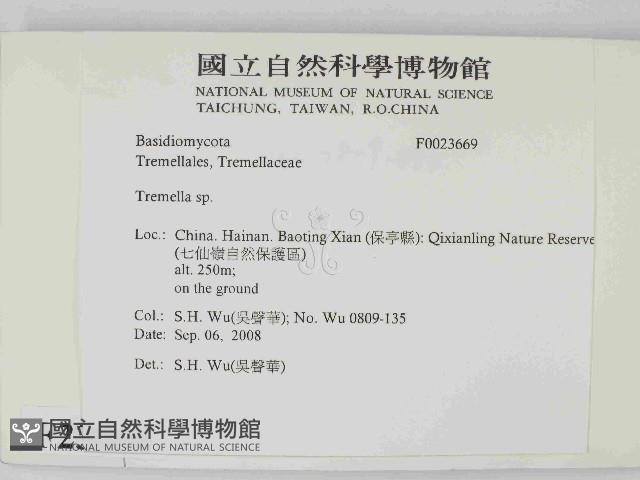 國立自然科學博物館
NATIONAL MUSEUM OF NATURAL SCIENCE
TAICHUNG, TAIWAN, R.O.CHINA
Basidiomycota F0023669
Tremellales, Tremellaceae
Tremella sp.
Loc.: China. Hainan. Baoting Xian (保亭縣): Qixianling Nature Reserve
(七仙嶺自然保護區)
alt. 250m;
on the ground
Col.: S.H. Wu(吳聲華); No. Wu 0809-135
Date: Sep. 06, 2008
Det.: S.H. Wu(吳聲華)
國立自然科學博物館
NATIONAL MUSEUM OF NATURAL SCIENCE